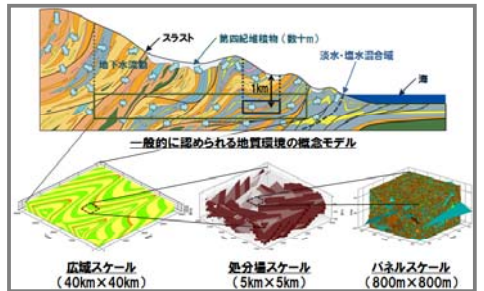 スラスト
第四紀堆積物（数十m）
地下水流動
淡水・塩水混合域
海
1km
一般的に認められる地質環境の概念モデル
広域スケール
（40km×40km）
処分場スケール
（5km×5km）
パネルスケール
（800m×800m）